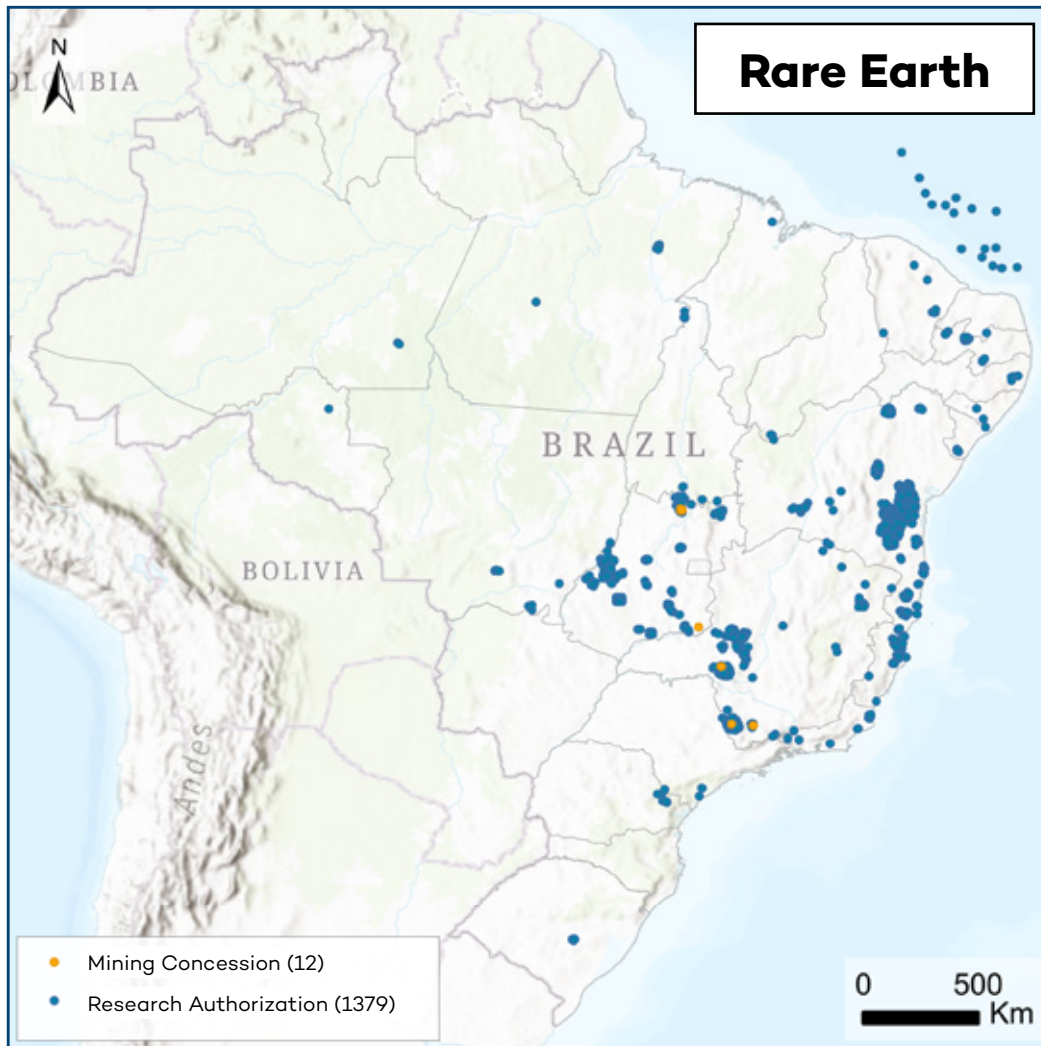 Rare Earth
N
OLOMBIA
BRAZIL
BOLIVIA
Andes
Mining Concession (12)
Research Authorization (1379)
0 500
Km